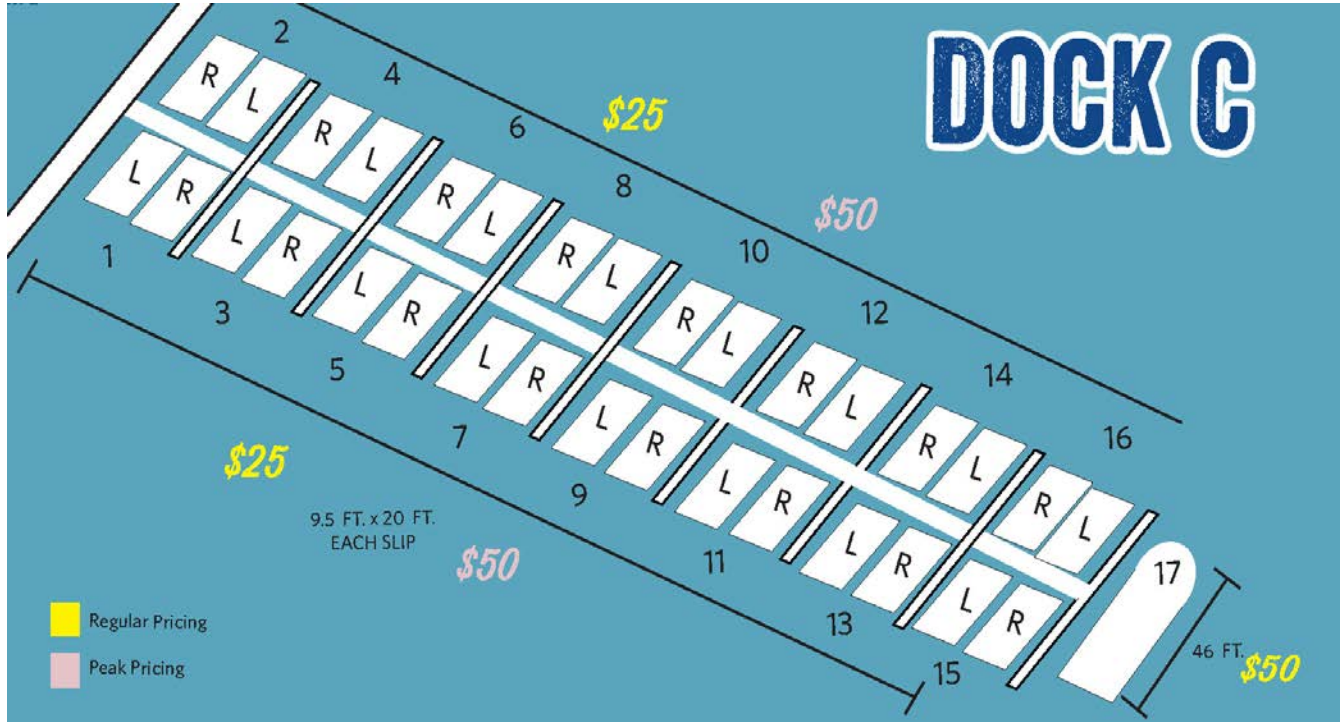 DOCK C
2
4
6
$25
8
$50
10
12
14
16
R L
R L
R L
R L
R L
R L
R L
R L
L R
L R
L R
L R
L R
L R
L R
L R
1
3
5
7
9
11
13
15
17
$25
9.5 FT. x 20 FT.
EACH SLIP
$50
46 FT.
$50
Regular Pricing
Peak Pricing